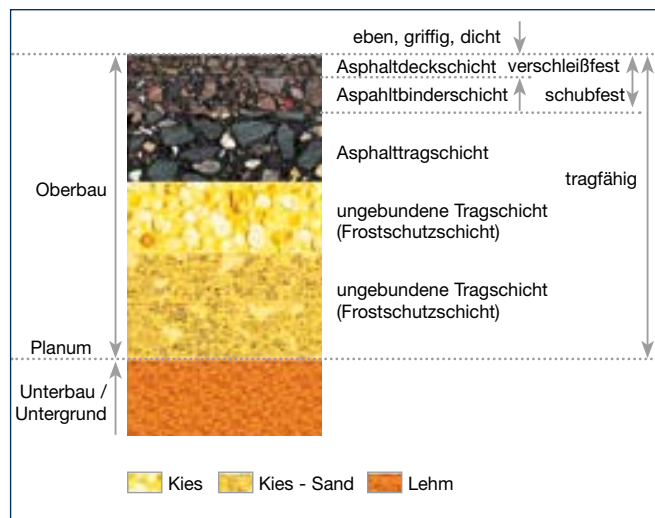 eben, griffig, dicht
Asphaltdeckschicht verschleißfest
Aspahltbinderschicht schubfest
Asphalttragschicht
Oberbau
tragfähig
ungebundene Tragschicht
(Frostschutzschicht)
ungebundene Tragschicht
(Frostschutzschicht)
Planum
Unterbau /
Untergrund
Kies Kies - Sand Lehm